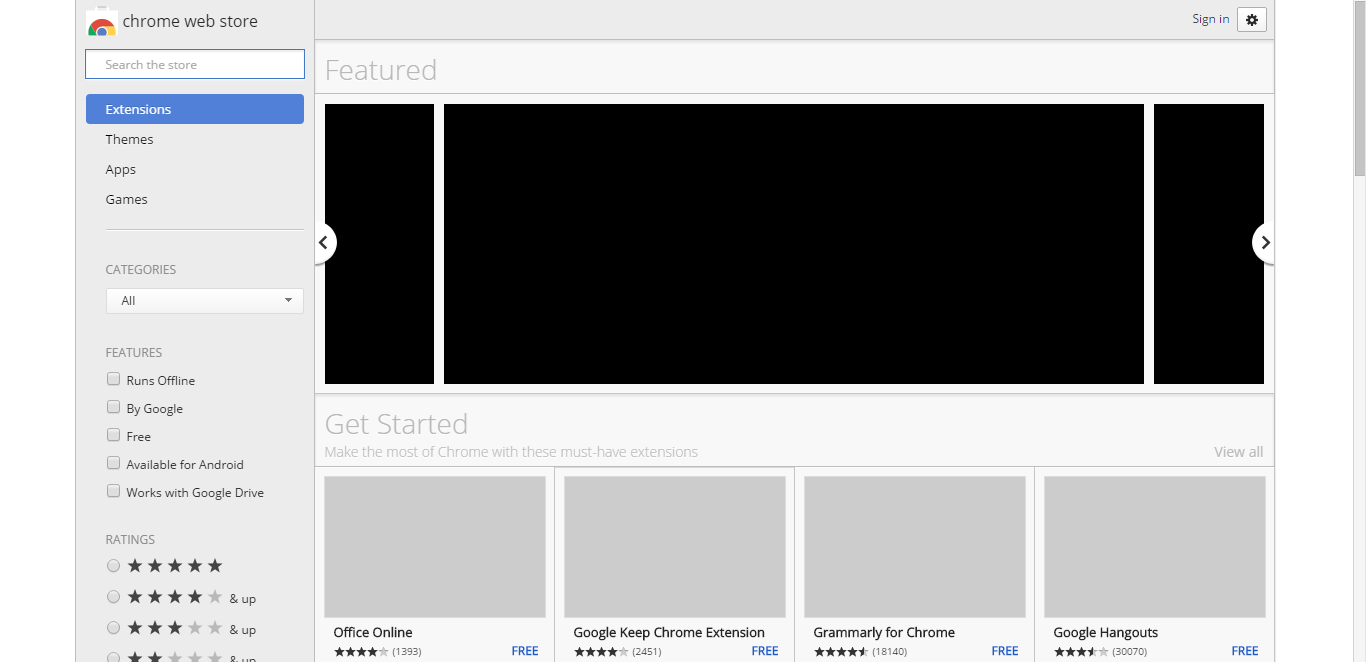 chrome web store
Sign in
Search the store
Extensions
Themes
Apps
Games
CATEGORIES
All
FEATURES
Runs Offline
By Google
Free
Available for Android
Works with Google Drive
RATINGS
& up
& up
& up
Featured
Get Started
Make the most of Chrome with these must-have extensions
View all
Office Online
(1393) FREE
Google Keep Chrome Extension
(2451) FREE
Grammarly for Chrome
(18140) FREE
Google Hangouts
(30070) FREE